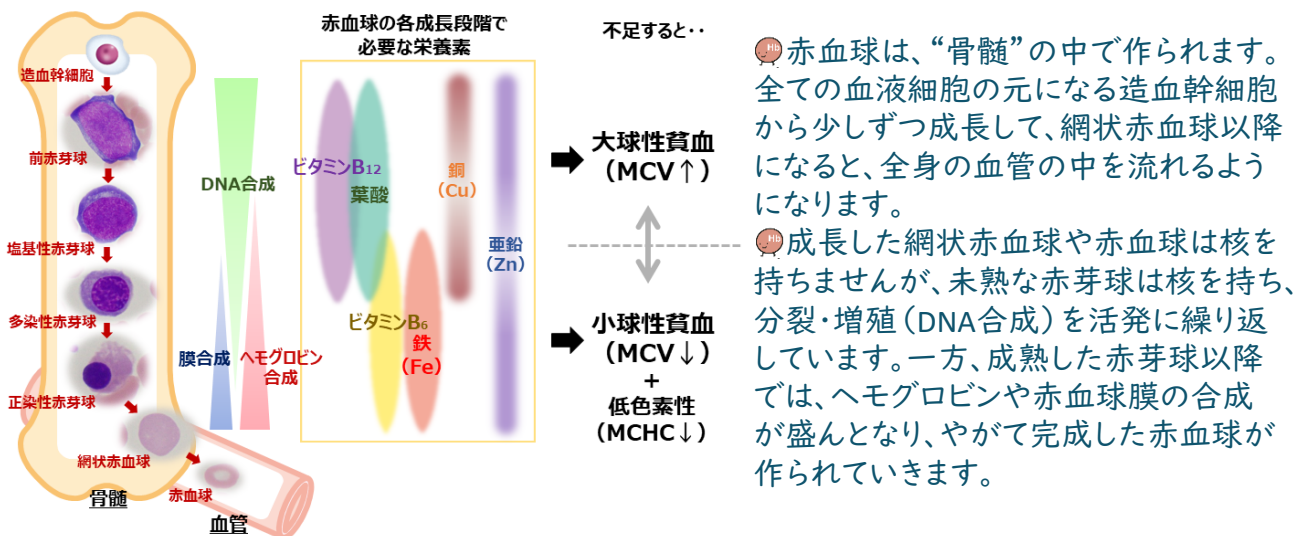 造血幹細胞
前赤芽球
塩基性赤芽球
多染性赤芽球
正染性赤芽球
網状赤血球
赤血球
骨髄
血管
DNA合成
膜合成
ヘモグロビン
合成
赤血球の各成長段階で
必要な栄養素
ビタミンB₁₂
葉酸
ビタミンB₆
鉄
(Fe)
銅
(Cu)
亜鉛
(Zn)
不足すると‥
大球性貧血
(MCV↑)
小球性貧血
(MCV↓)
+
低色素性
(MCHC↓)
Hb 赤血球は、“骨髄”の中で作られます。
全ての血液細胞の元になる造血幹細胞
から少しずつ成長して、網状赤血球以降
になると、全身の血管の中を流れるよう
になります。
Hb 成長した網状赤血球や赤血球は核を
持ちませんが、未熟な赤芽球は核を持ち、
分裂・増殖(DNA合成)を活発に繰り返
しています。一方、成熟した赤芽球以降
では、ヘモグロビンや赤血球膜の合成
が盛んとなり、やがて完成した赤血球が
作られていきます。